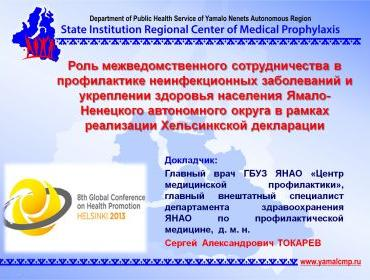 Department of Public Health Service of Yamalo Nenets Autonomous Region
State Institution Regional Center of Medical Prophylaxis
Роль межведомственного сотрудничества в
профилактике неинфекционных заболеваний и
укреплении здоровья населения Ямало-
Ненецкого автономного округа в рамках
реализации Хельсинкской декларации
8th Global Conference
on Health Promotion
HELSINKI 2013
Докладчик:
Главный врач ГБУЗ ЯНАО «Центр
медицинской профилактики»,
главный внештатный специалист
департамента здравоохранения
ЯНАО по профилактической
медицине, д. м. н.
Сергей Александрович ТОКАРЕВ
www.yamalcmp.ru